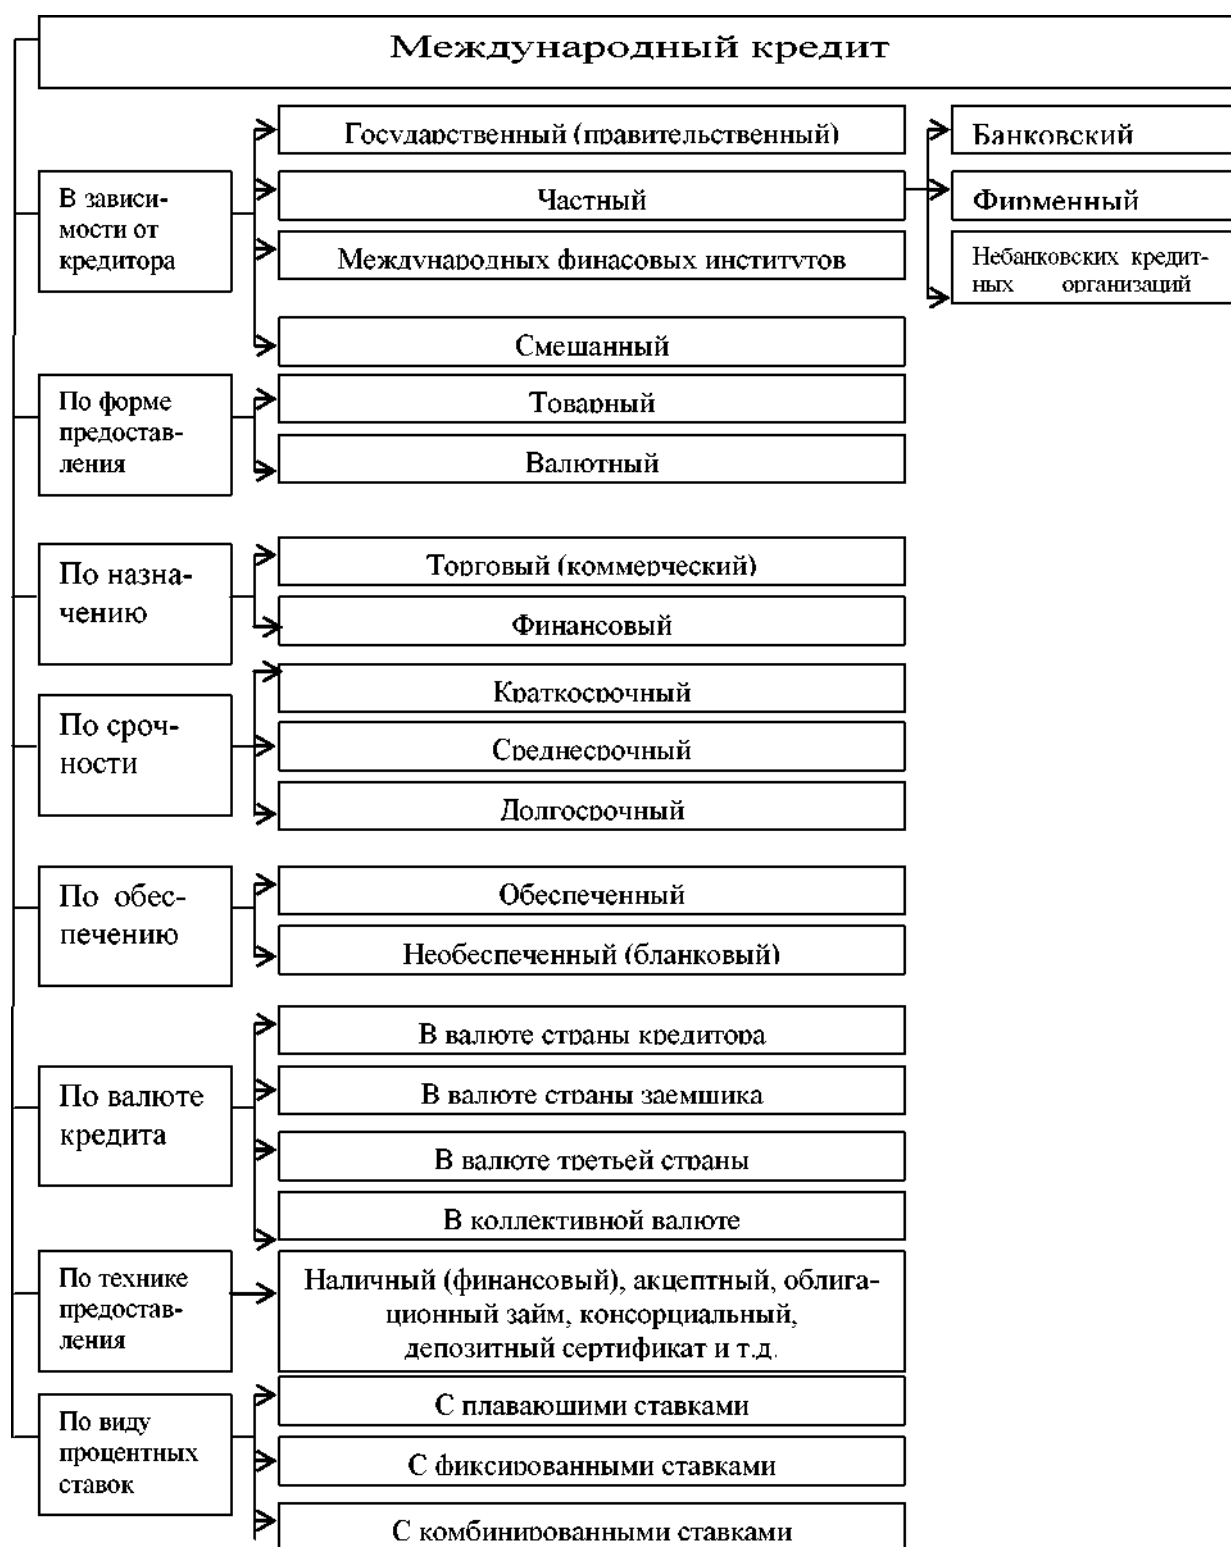 Международный кредит
В зависи-
мости от
кредитора
Государственный (правительственный)
Частный
Международных финасовых институтов
Смешанный
Банковский
Фирменный
Небанковских кредит-
ных организаций
По форме
предостав-
ления
Товарный
Валютный
По назна-
чению
Торговый (коммерческий)
Финансовый
По сроч-
ности
Краткосрочный
Среднесрочный
Долгосрочный
По обес-
печению
Обеспеченный
Необеспеченный (бланковый)
По валюте
кредита
В валюте страны кредитора
В валюте страны заемщика
В валюте третьей страны
В коллективной валюте
По технике
предостав-
ления
Наличный (финансовый), акцептный, облига-
ционный займ, консорциальный,
депозитный сертификат и т.д.
По виду
процентных
ставок
С плавающими ставками
С фиксированными ставками
С комбинированными ставками